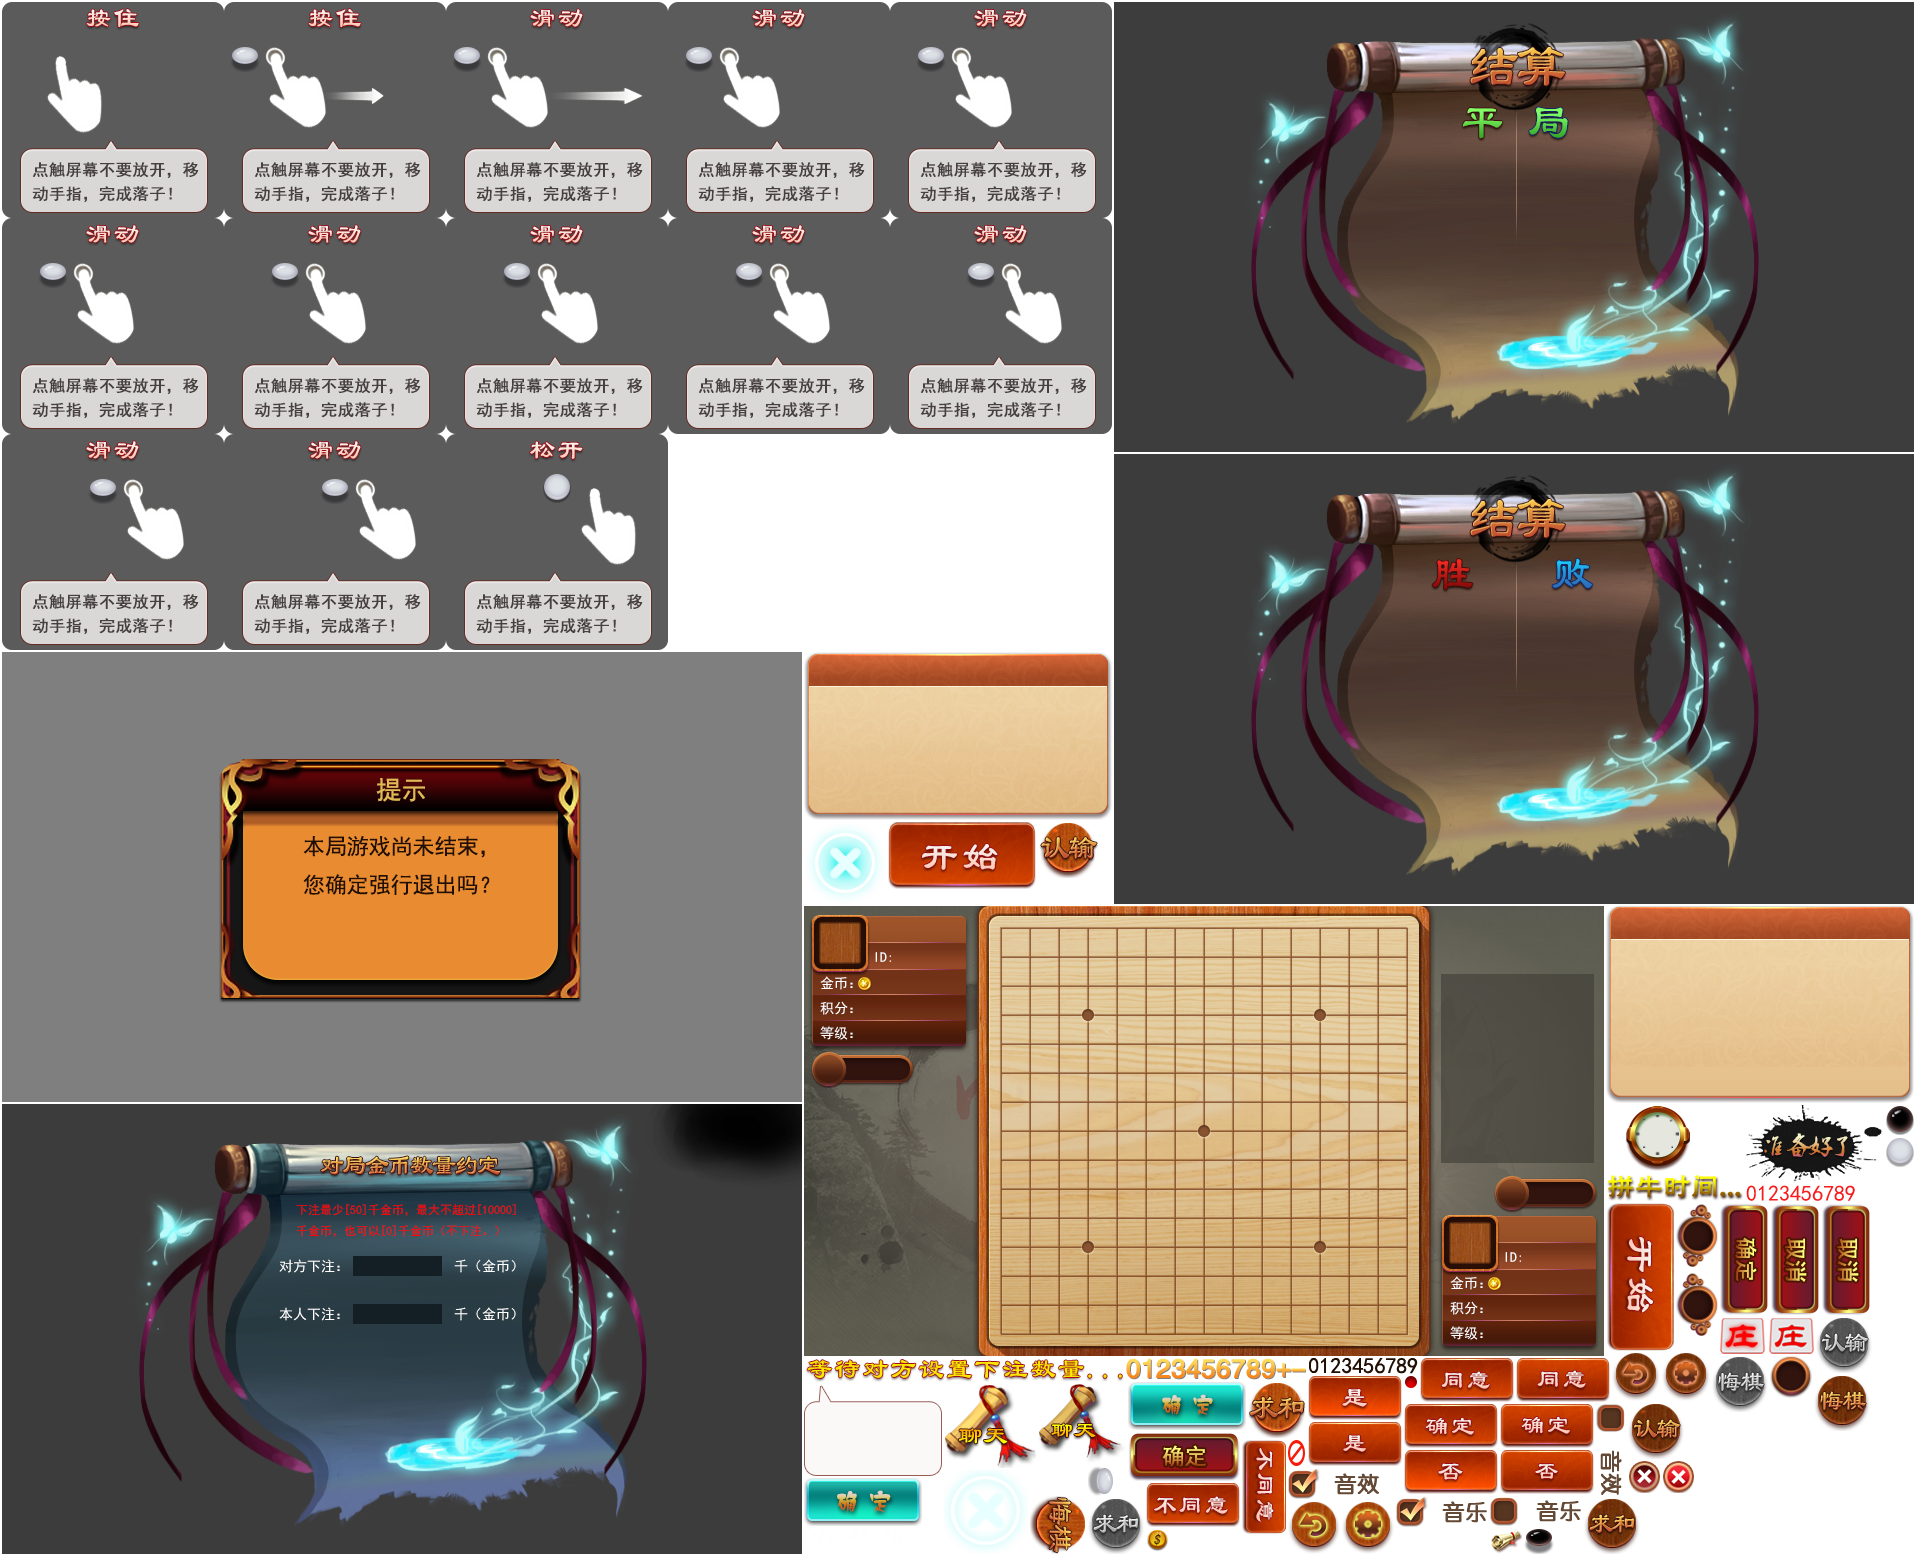 按住
点触屏幕不要放开，移
动手指，完成落子！
按住
点触屏幕不要放开，移
动手指，完成落子！
滑动
点触屏幕不要放开，移
动手指，完成落子！
滑动
点触屏幕不要放开，移
动手指，完成落子！
滑动
点触屏幕不要放开，移
动手指，完成落子！
滑动
点触屏幕不要放开，移
动手指，完成落子！
滑动
点触屏幕不要放开，移
动手指，完成落子！
滑动
点触屏幕不要放开，移
动手指，完成落子！
滑动
点触屏幕不要放开，移
动手指，完成落子！
滑动
点触屏幕不要放开，移
动手指，完成落子！
滑动
点触屏幕不要放开，移
动手指，完成落子！
滑动
点触屏幕不要放开，移
动手指，完成落子！
松开
点触屏幕不要放开，移
动手指，完成落子！
结算
平 局
结算
胜 败
提示
本局游戏尚未结束，
您确定强行退出吗？
开始
认输
对局金币数量约定
下注最少[50]千金币，最大不超过[10000]
千金币，也可以[0]千金币（不下注。）
对方下注： 千（金币）
本人下注： 千（金币）
ID:
金币：
积分：
等级：
ID:
金币：
积分：
等级：
准备好了
拼牛时间...
0123456789
开始
确定
取消
取消
庄
庄
认输
悔棋
悔棋
等待对方设置下注数量...
0123456789+-
0123456789
同意
同意
聊天
聊天
确定
求和
是
确定
确定
认输
是
确定
不同意
否
否
音效
音效
确定
悔棋
求和
不同意
音乐
音乐
求和